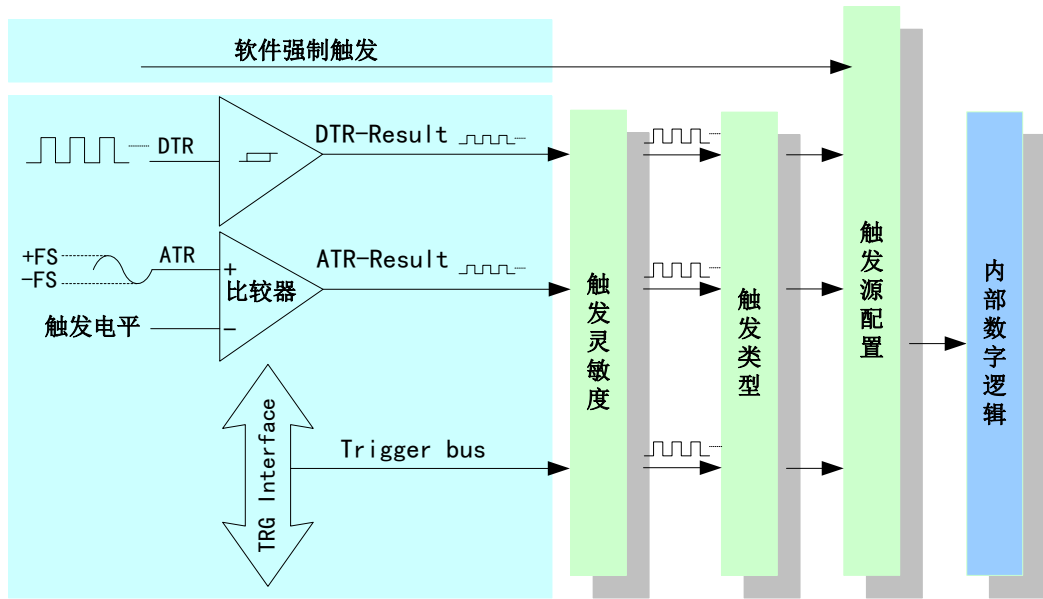 软件强制触发
DTR
DTR-Result
+FS
-FS
ATR
+
-
比较器
ATR-Result
触发电平
TRG Interface
Trigger bus
触发灵敏度
触发类型
触发源配置
内部数字逻辑